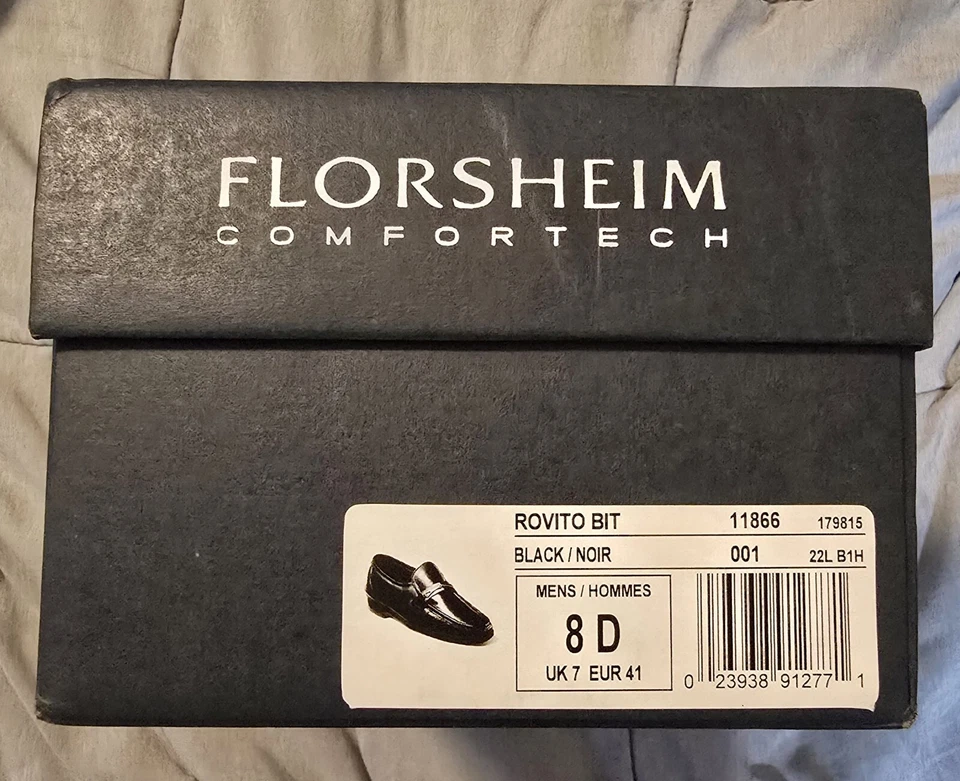 FLORSHEIM
COMFORTECH
ROVITO BIT 11866 179815
BLACK / NOIR 001 22L B1H
MENS / HOMMES
8 D
UK 7 EUR 41
0 23938 91277 1